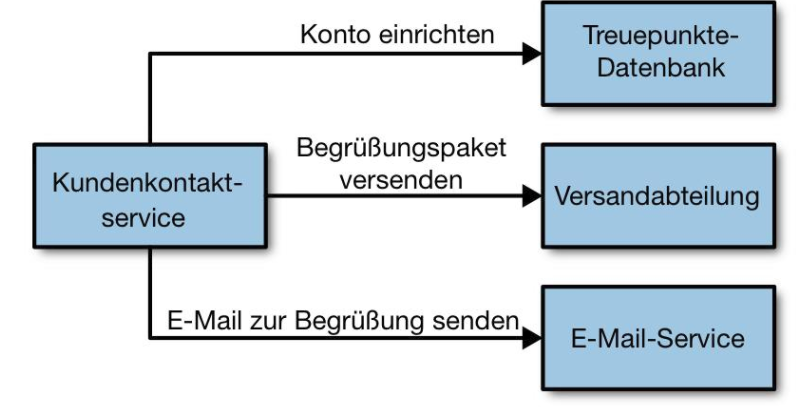 Konto einrichten
Treuepunkte-
Datenbank
Begrüßungspaket
versenden
Kundenkontakt-
service
Versandabteilung
E-Mail zur Begrüßung senden
E-Mail-Service